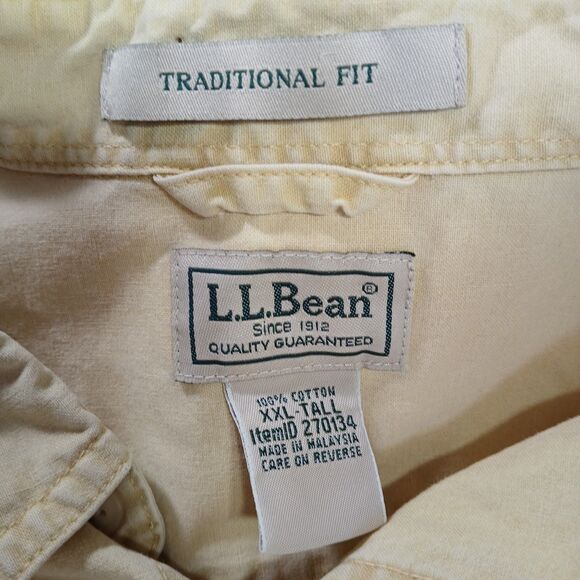 TRADITIONAL FIT
L.L.Bean®
Since 1912
QUALITY GUARANTEED
100% COTTON
XXL-TALL
ItemID 270134
MADE IN MALAYSIA
CARE ON REVERSE